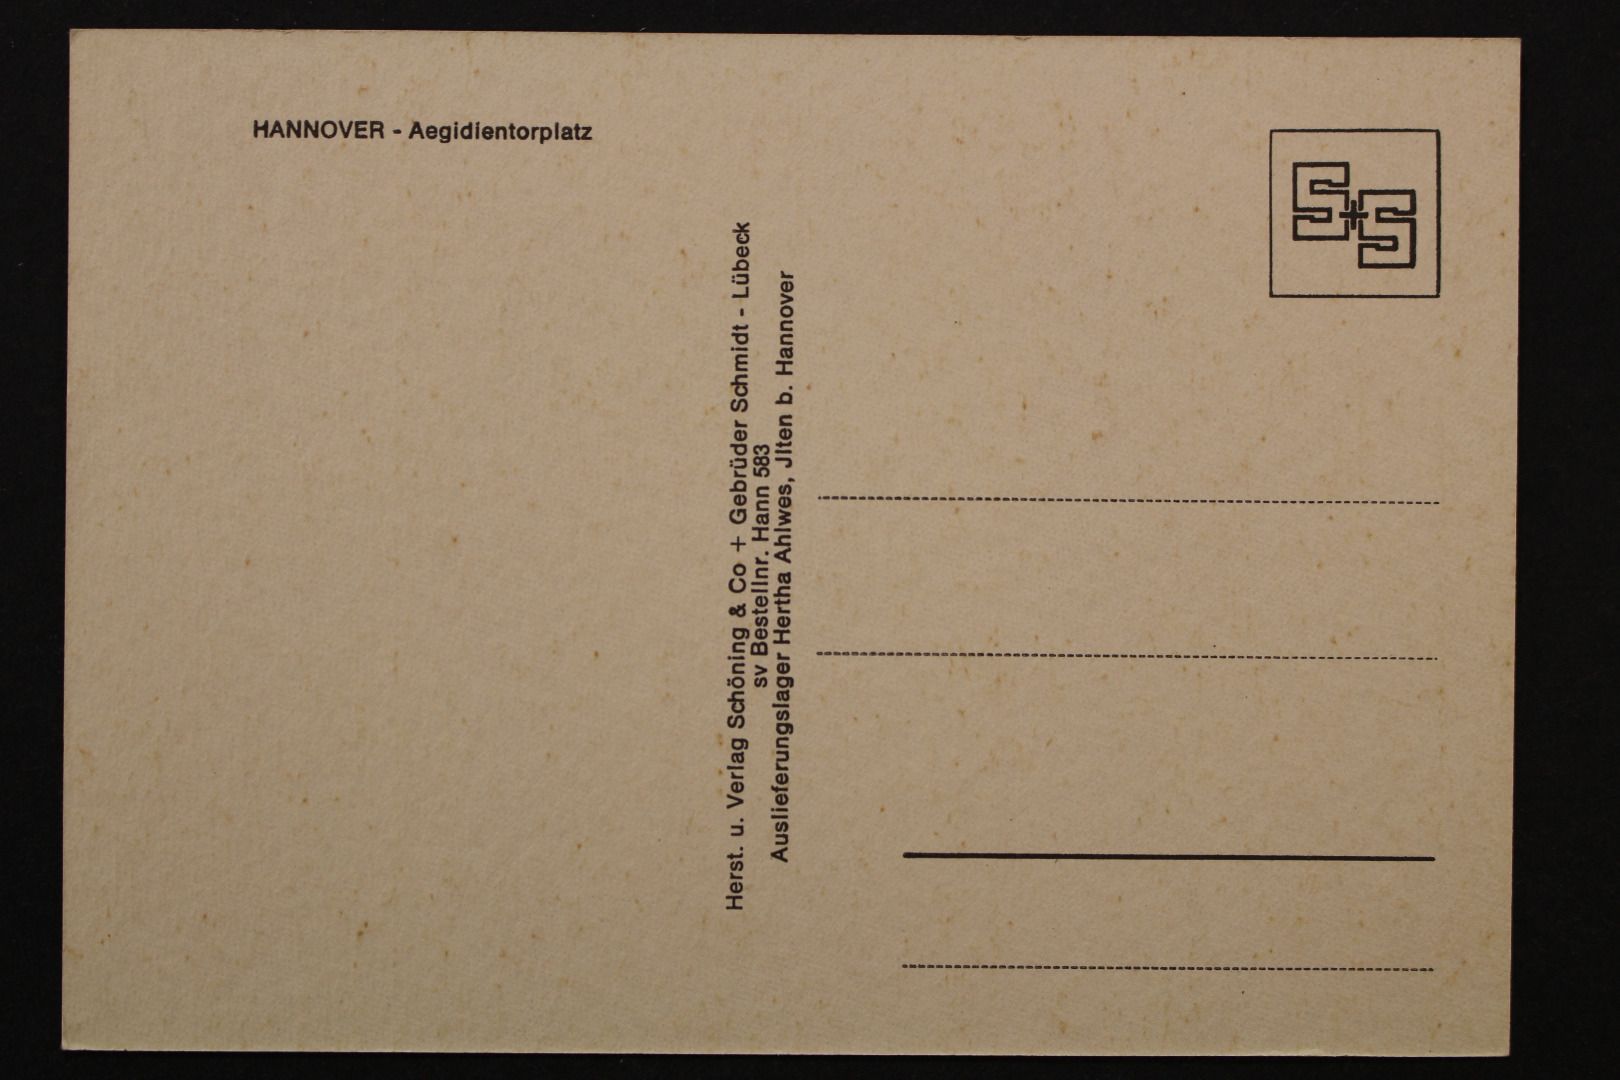 HANNOVER - Aegidientorplatz
S+S
Herst. u. Verlag Schöning & Co + Gebrüder Schmidt - Lübeck
sv Bestellnr. Hann 583
Auslieferungslager Hertha Ahlwes, Jlten b. Hannover